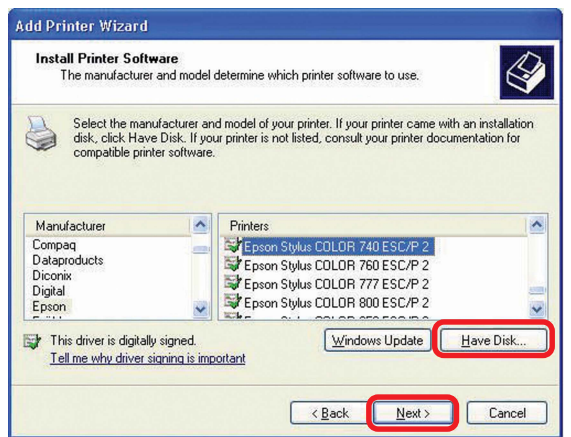 Add Printer Wizard
Install Printer Software
The manufacturer and model determine which printer software to use.
Select the manufacturer and model of your printer. If your printer came with an installation
disk, click Have Disk. If your printer is not listed, consult your printer documentation for
compatible printer software.
Manufacturer
Compaq
Dataproducts
Diconix
Digital
Epson
Printers
Epson Stylus COLOR 740 ESC/P 2
Epson Stylus COLOR 760 ESC/P 2
Epson Stylus COLOR 777 ESC/P 2
Epson Stylus COLOR 800 ESC/P 2
This driver is digitally signed.
Tell me why driver signing is important
Windows Update
Have Disk...
< Back
Next >
Cancel